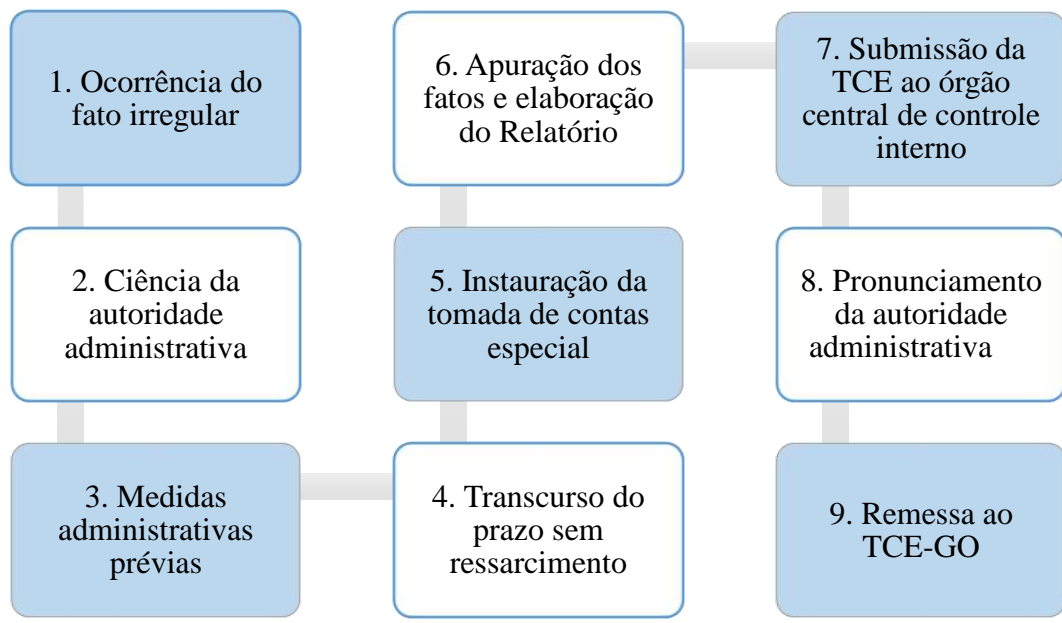 1. Ocorrência do
fato irregular
2. Ciência da
autoridade
administrativa
3. Medidas
administrativas
prévias
4. Transcurso do
prazo sem
ressarcimento
5. Instauração da
tomada de contas
especial
6. Apuração dos
fatos e elaboração
do Relatório
7. Submissão da
TCE ao órgão
central de controle
interno
8. Pronunciamento
da autoridade
administrativa
9. Remessa ao
TCE-GO